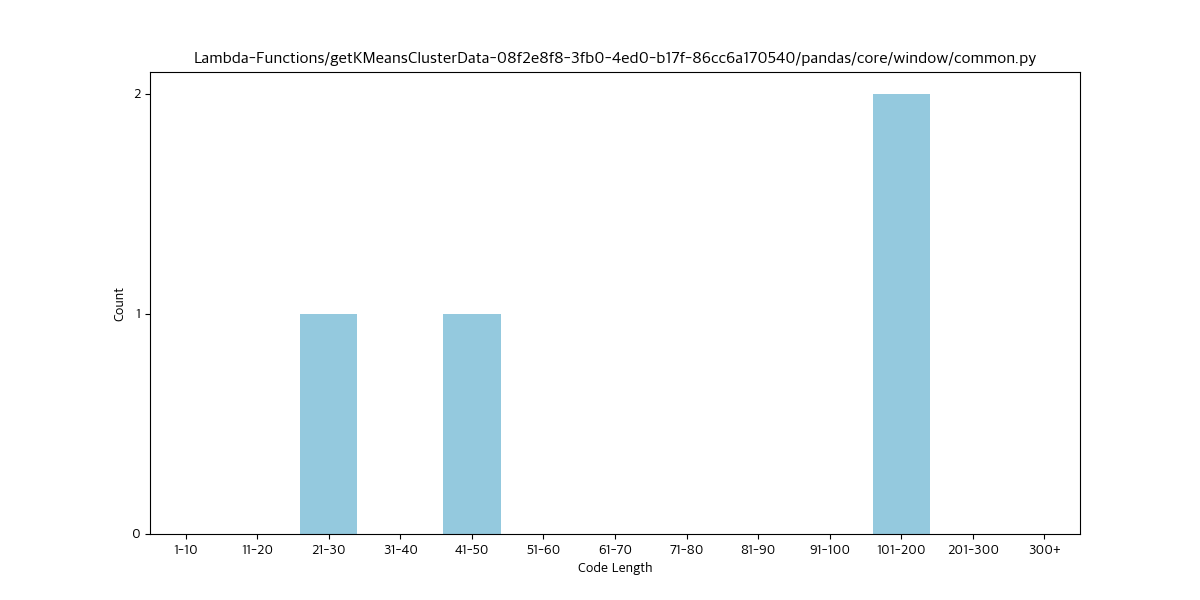 Lambda-Functions/getKMeansClusterData-08f2e8f8-3fb0-4ed0-b17f-86cc6a170540/pandas/core/window/common.py
2
1
0
Count
1-10 11-20 21-30 31-40 41-50 51-60 61-70 71-80 81-90 91-100 101-200 201-300 300+
Code Length